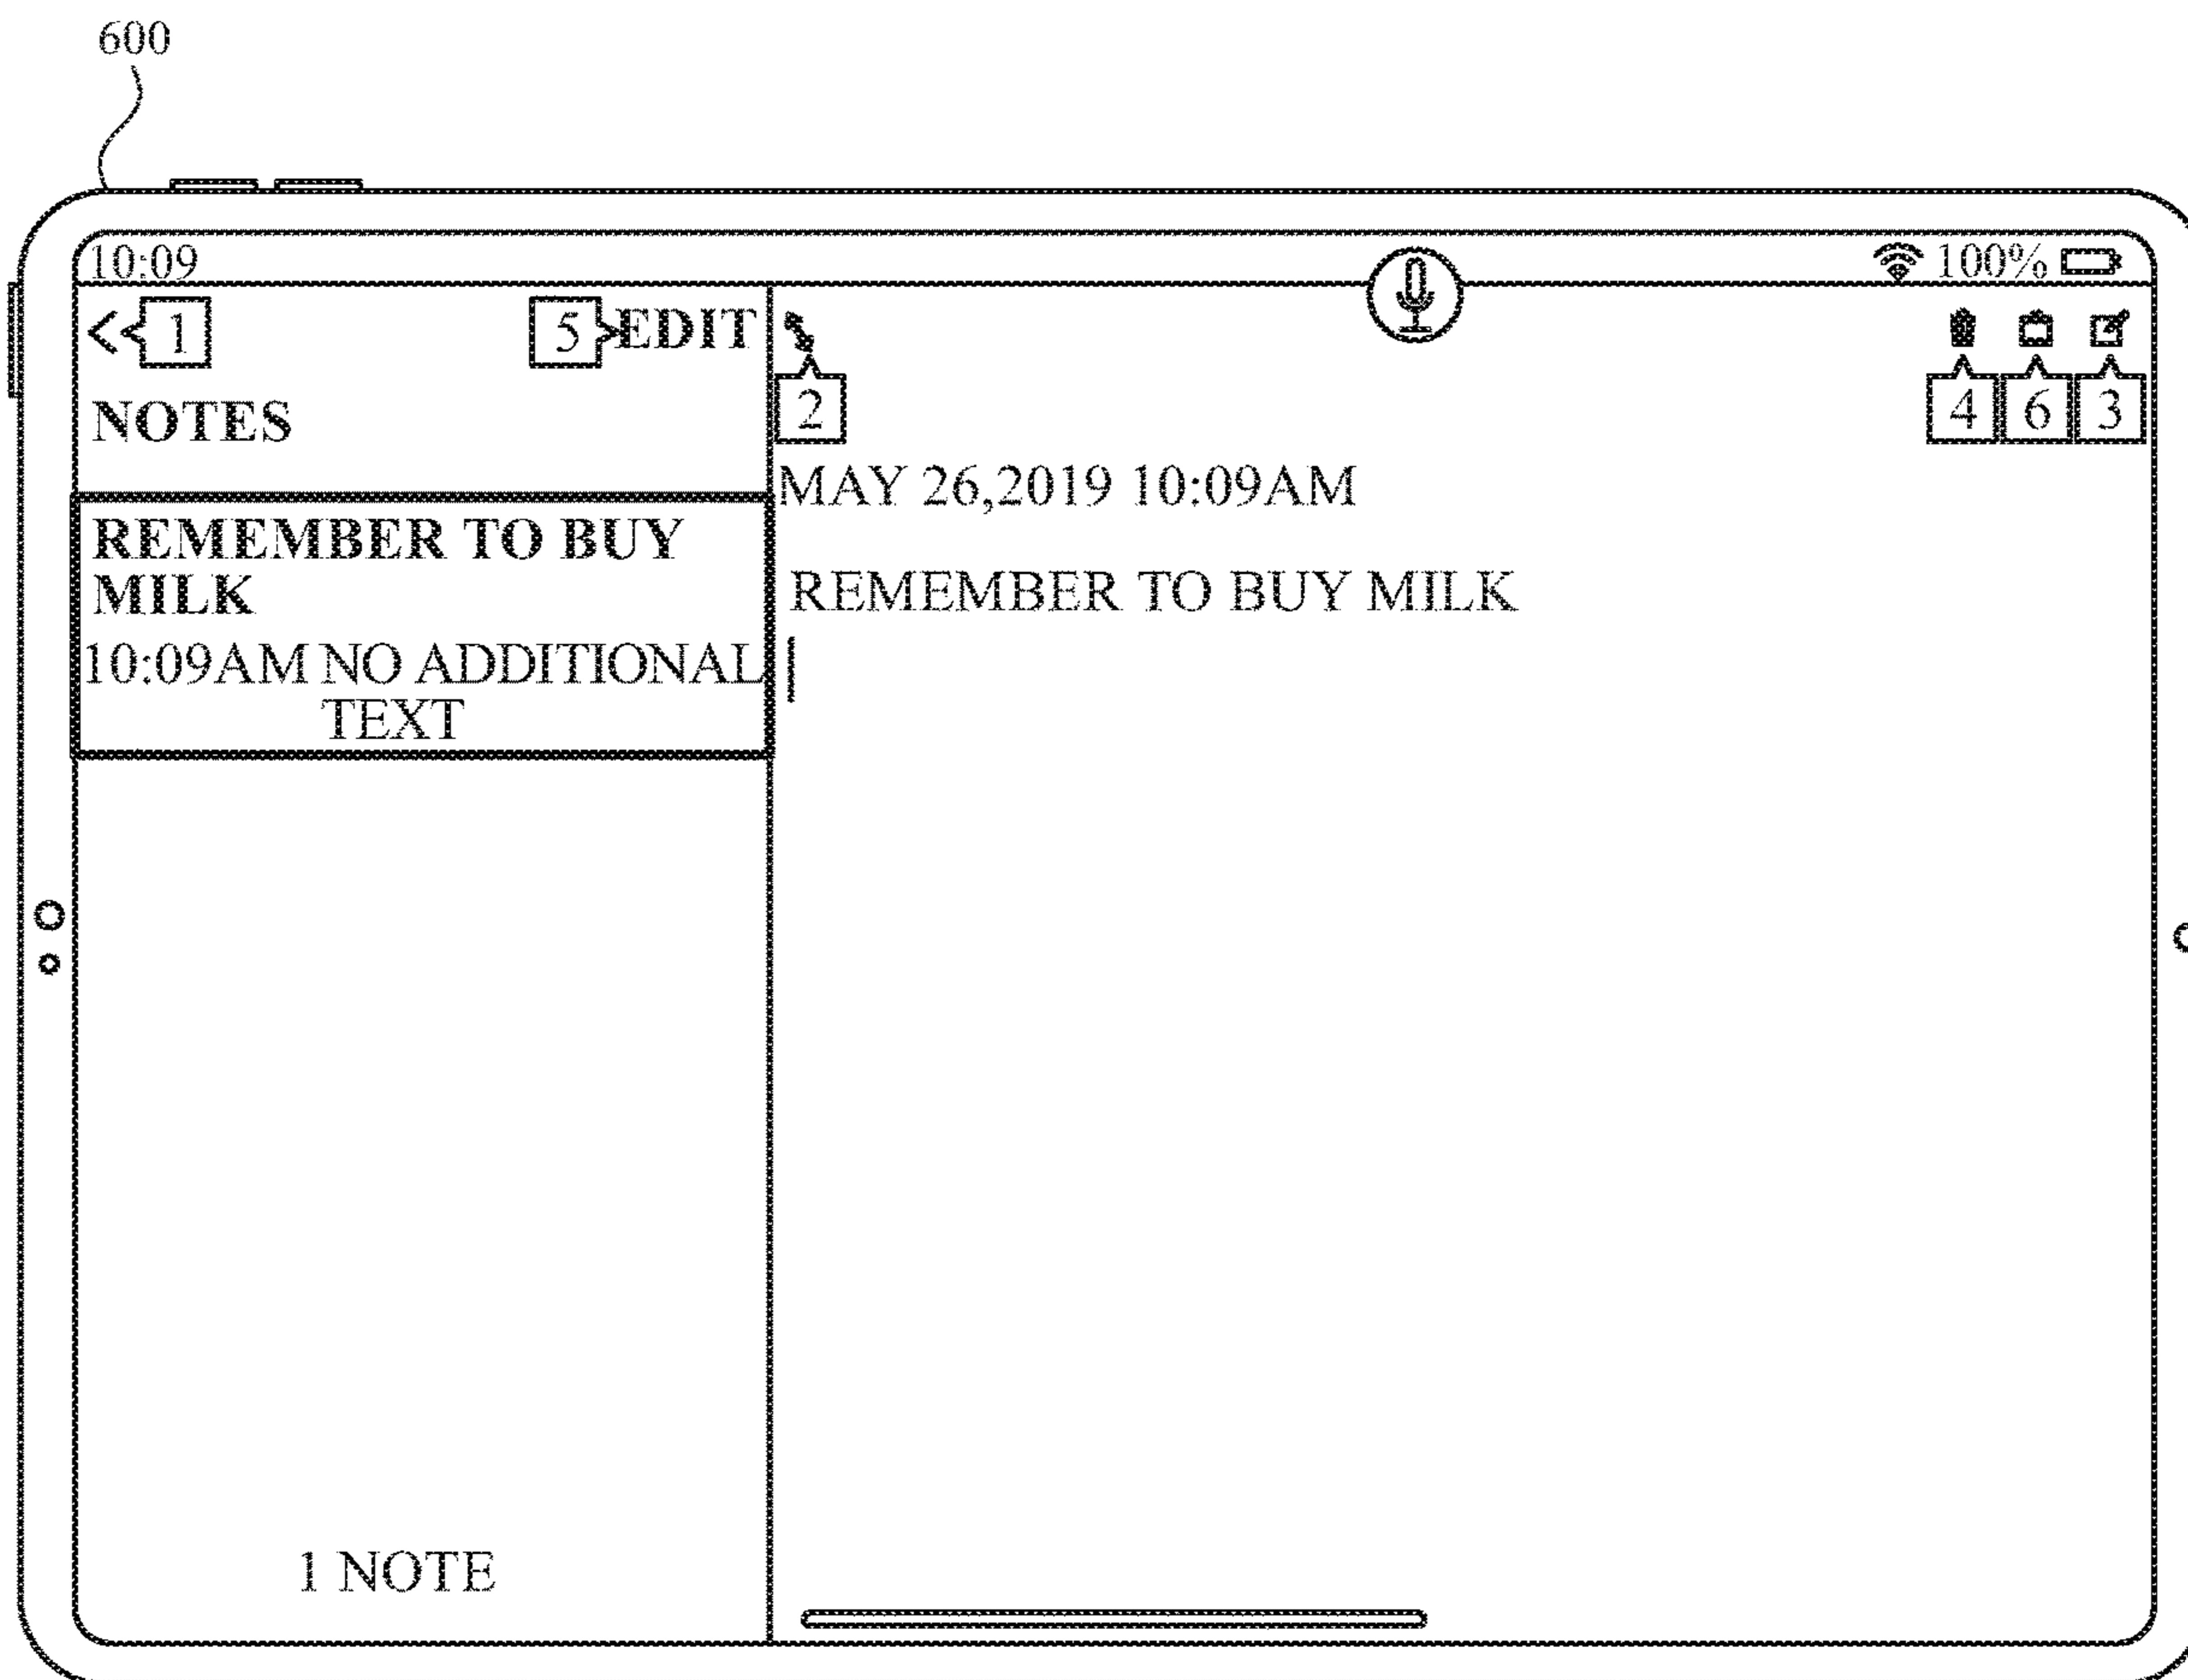 600
10:09
100%
1
5
EDIT
2
4
6
3
NOTES
MAY 26,2019 10:09AM
REMEMBER TO BUY
MILK
10:09AM NO ADDITIONAL
TEXT
REMEMBER TO BUY MILK
1 NOTE